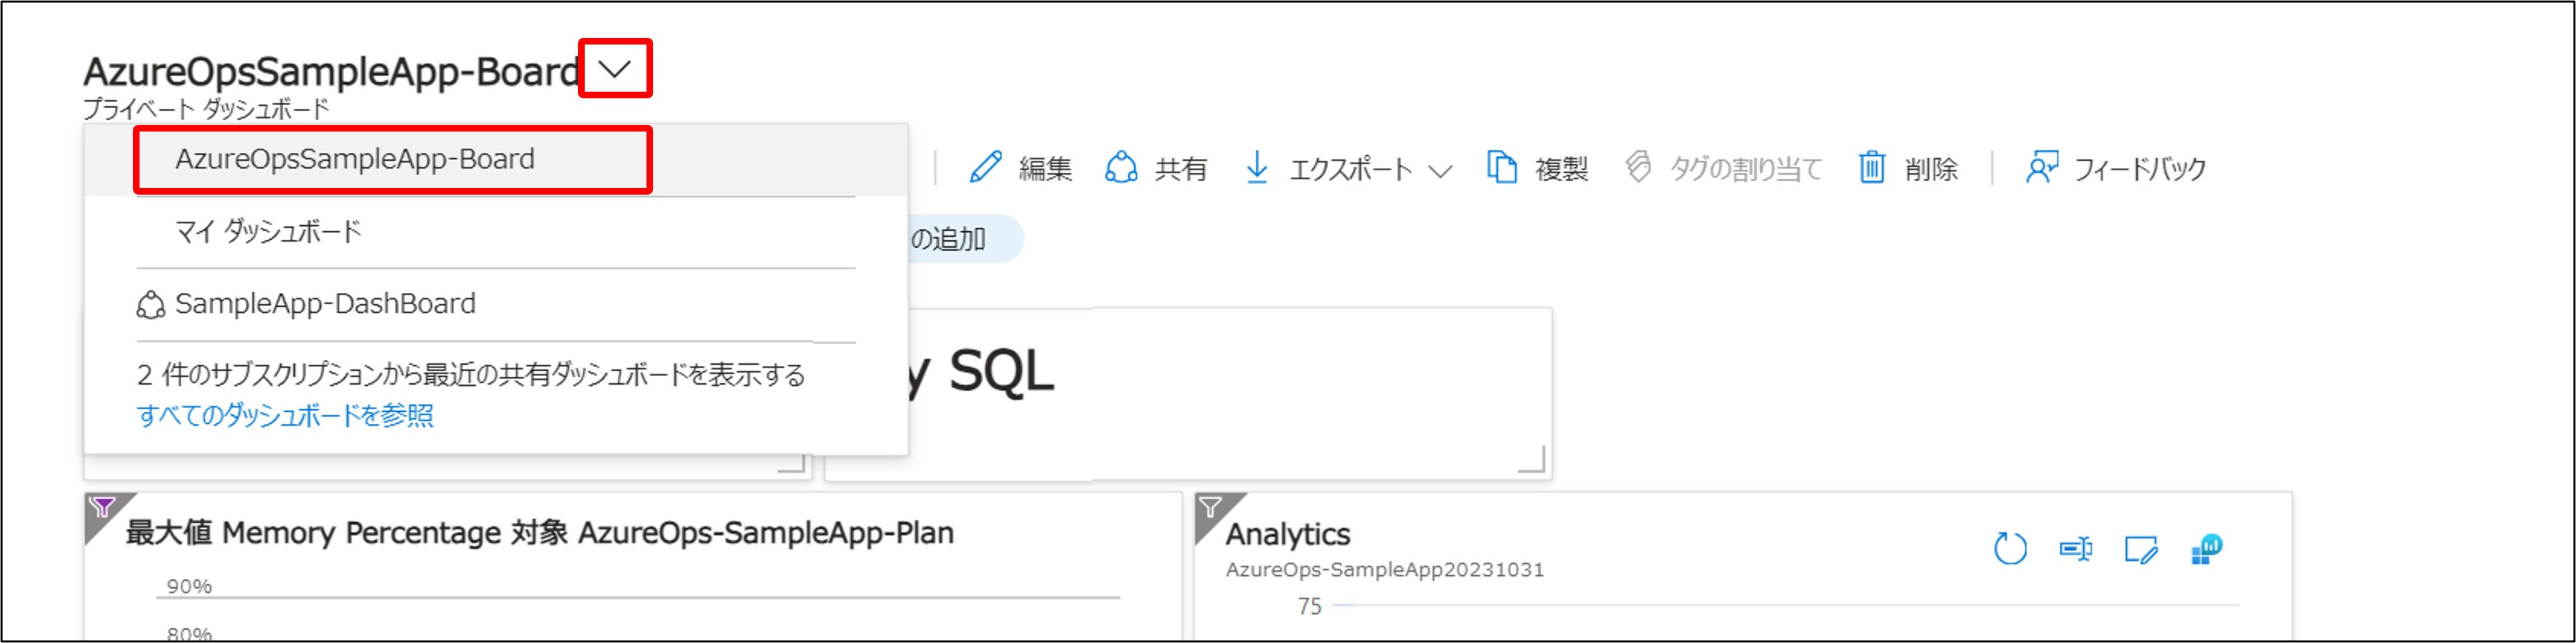 AzureOpsSampleApp-Board
プライベート ダッシュボード
AzureOpsSampleApp-Board
マイ ダッシュボード
SampleApp-DashBoard
2 件のサブスクリプションから最近の共有ダッシュボードを表示する
すべてのダッシュボードを参照
編集 共有 エクスポート 複製 タグの割り当て 削除 フィードバック
の追加
y SQL
最大値 Memory Percentage 対象 AzureOps-SampleApp-Plan
90%
80%
Analytics
AzureOps-SampleApp20231031
75